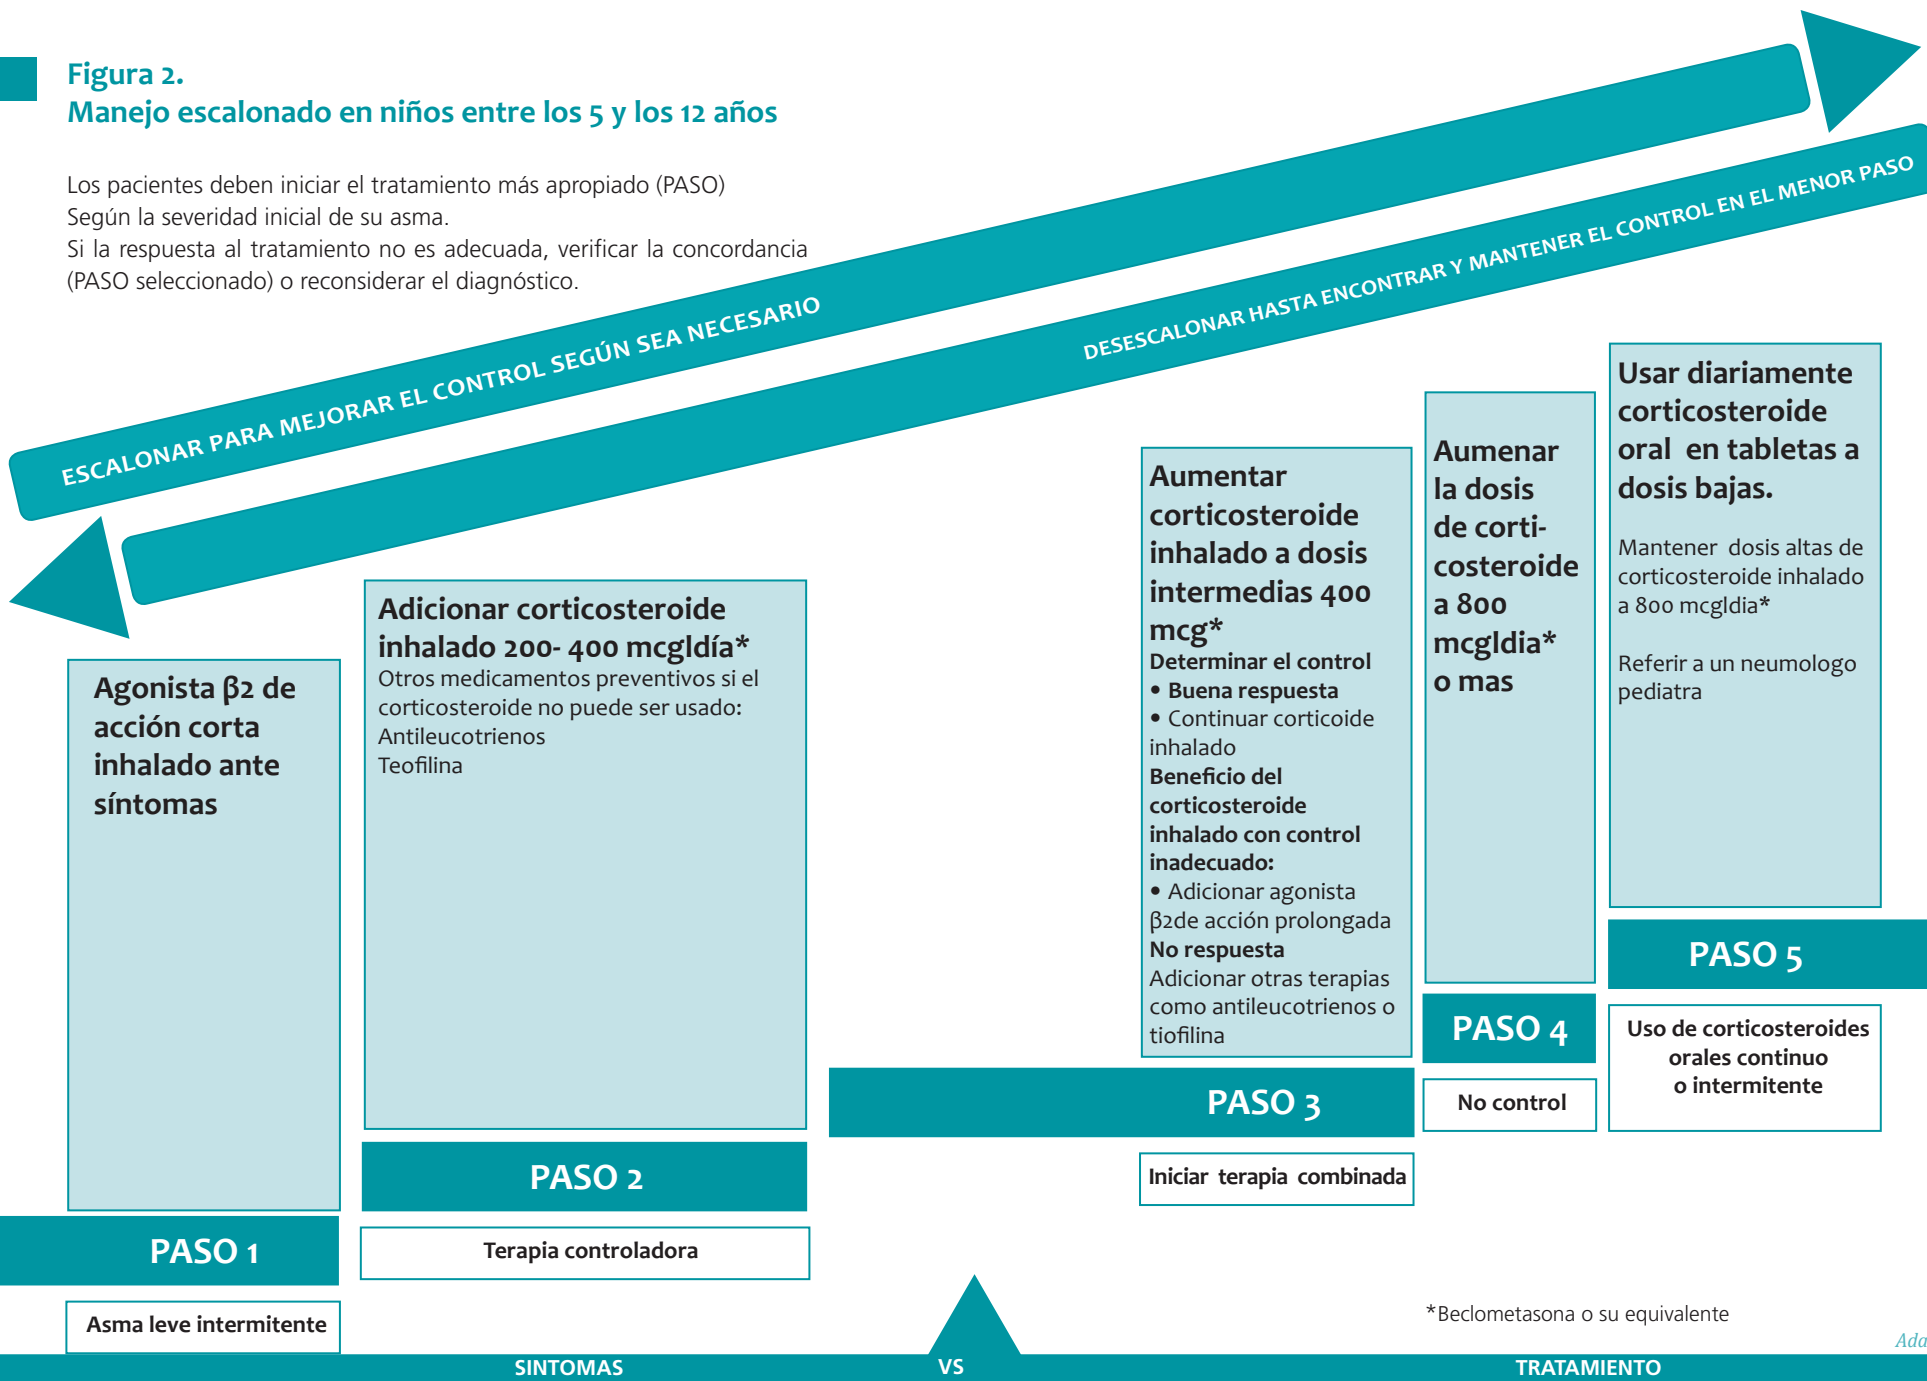 Figura 2.
Manejo escalonado en niños entre los 5 y los 12 años
Los pacientes deben iniciar el tratamiento más apropiado (PASO)
Según la severidad inicial de su asma.
Si la respuesta al tratamiento no es adecuada, verificar la concordancia
(PASO seleccionado) o reconsiderar el diagnóstico.
ESCALONAR PARA MEJORAR EL CONTROL SEGÚN SEA NECESARIO
DESESCALONAR HASTA ENCONTRAR Y MANTENER EL CONTROL EN EL MENOR PASO
Agonista β2 de
acción corta
inhalado ante
síntomas
PASO 1
Asma leve intermitente
Adicionar corticosteroide
inhalado 200- 400 mcgldía*
Otros medicamentos preventivos si el
corticosteroide no puede ser usado:
Antileucotrienos
Teofilina
PASO 2
Terapia controladora
Aumentar
corticosteroide
inhalado a dosis
intermedias 400
mcg*
Determinar el control
• Buena respuesta
• Continuar corticoide
inhalado
Beneficio del
corticosteroide
inhalado con control
inadecuado:
• Adicionar agonista
β2de acción prolongada
No respuesta
Adicionar otras terapias
como antileucotrienos o
tiofilina
PASO 3
Iniciar terapia combinada
Aumenar
la dosis
de corti-
costeroide
a 800
mcgldia*
o mas
PASO 4
No control
Usar diariamente
corticosteroide
oral en tabletas a
dosis bajas.
Mantener dosis altas de
corticosteroide inhalado
a 800 mcgldia*
Referir a un neumologo
pediatra
PASO 5
Uso de corticosteroides
orales continuo
o intermitente
*Beclometasona o su equivalente
Ada
SINTOMAS VS TRATAMIENTO